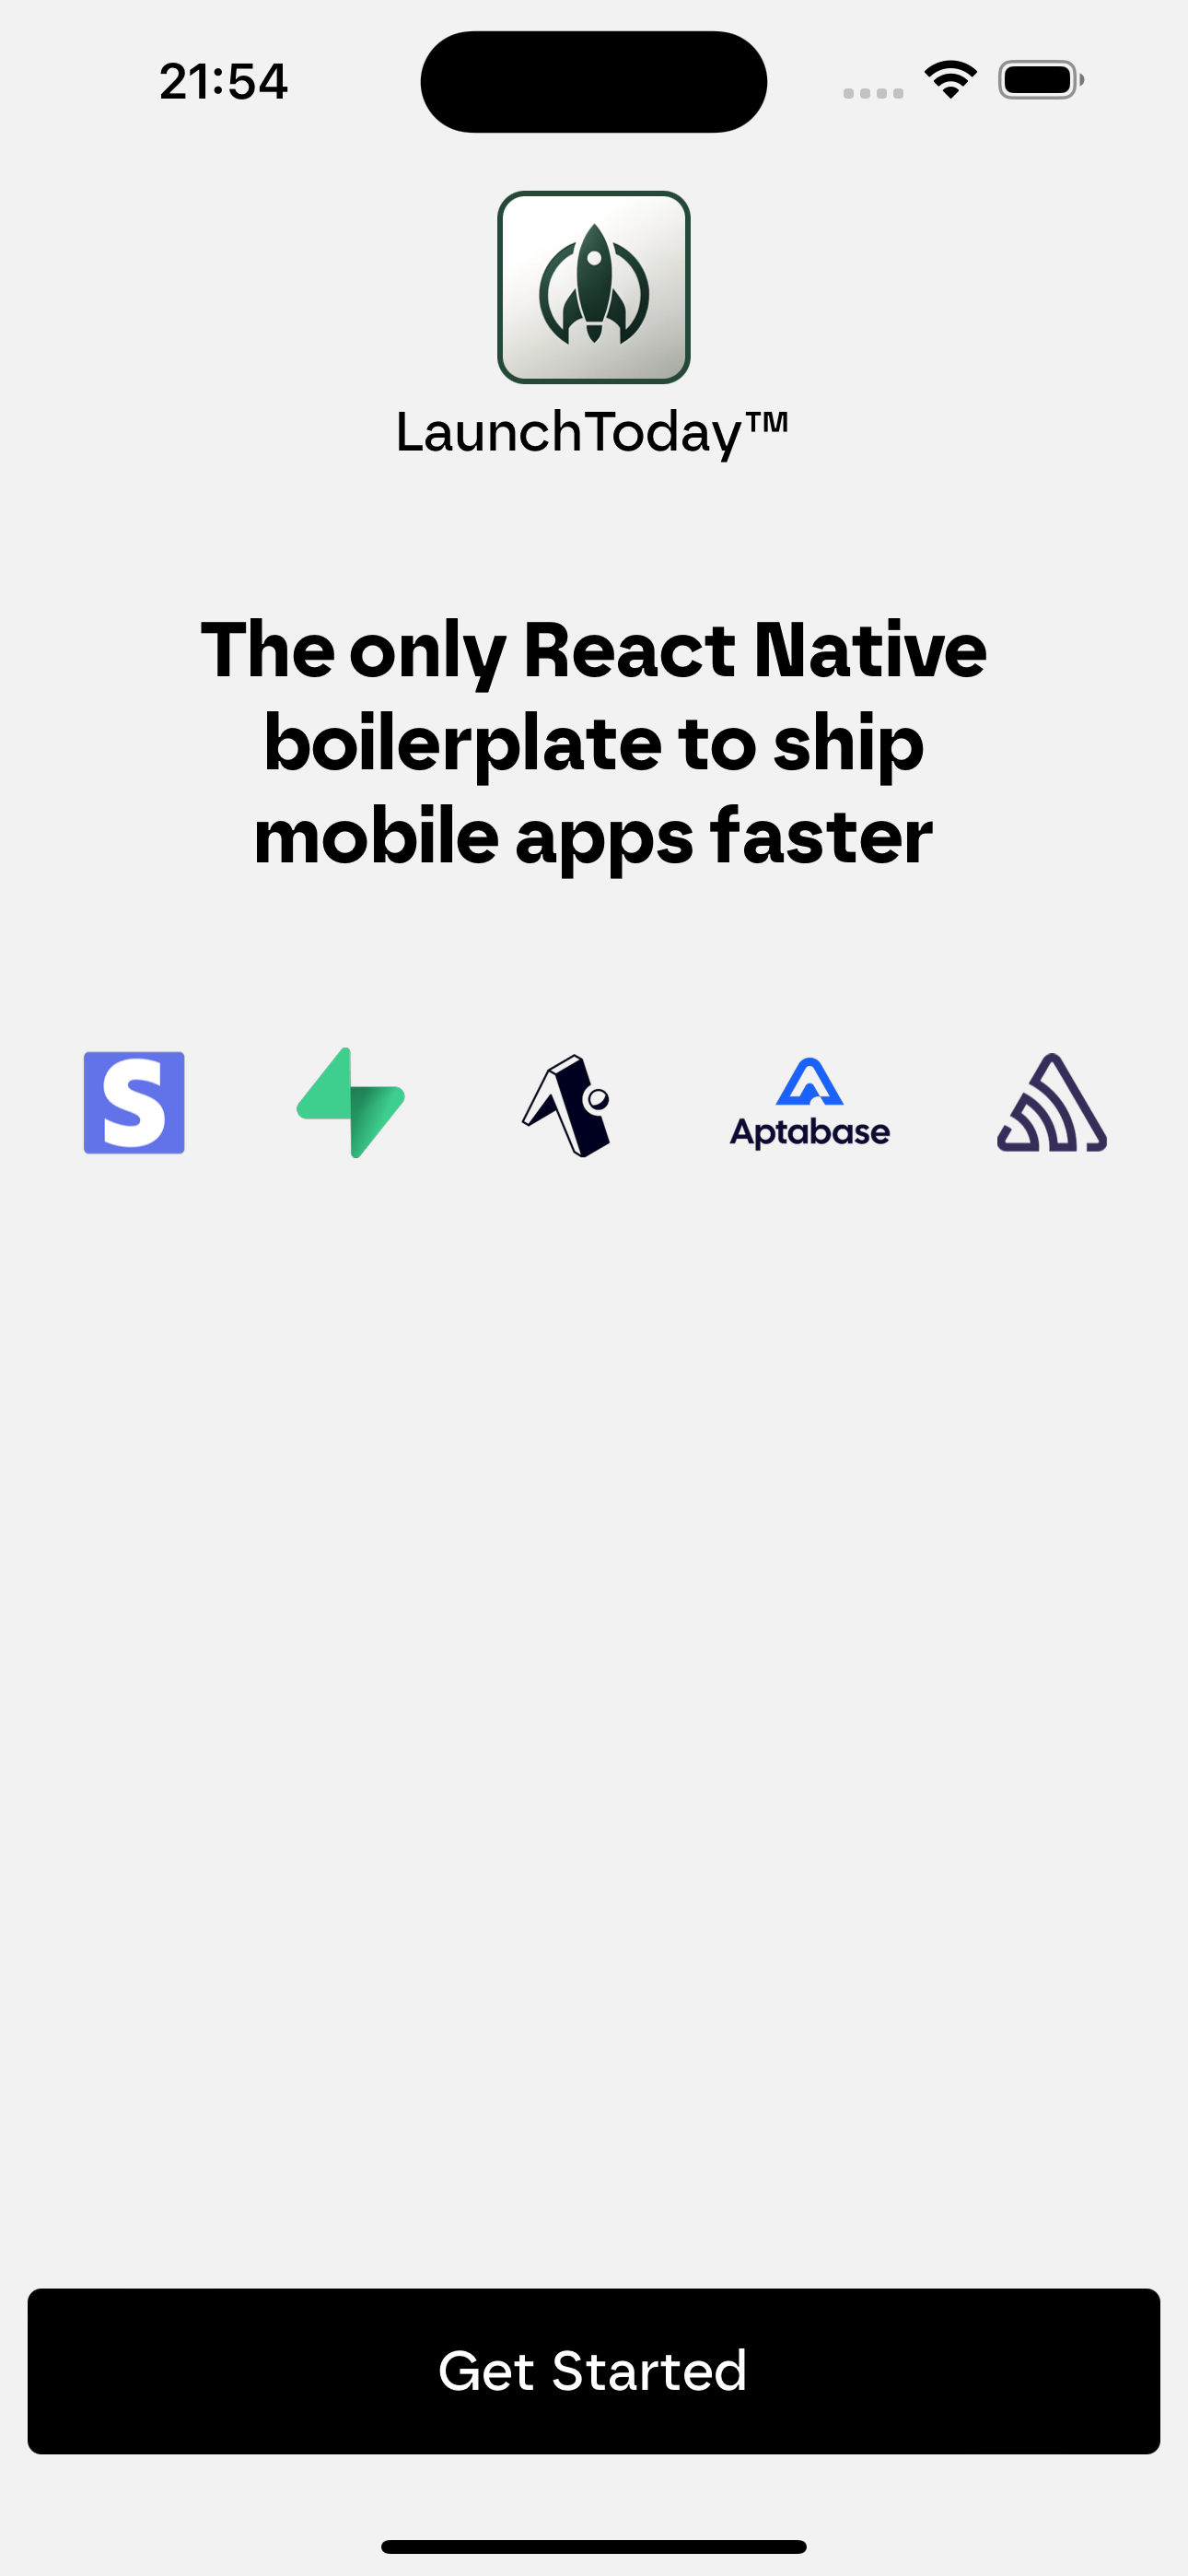 21:54
LaunchToday™
The only React Native
boilerplate to ship
mobile apps faster
S
Aptabase
Get Started